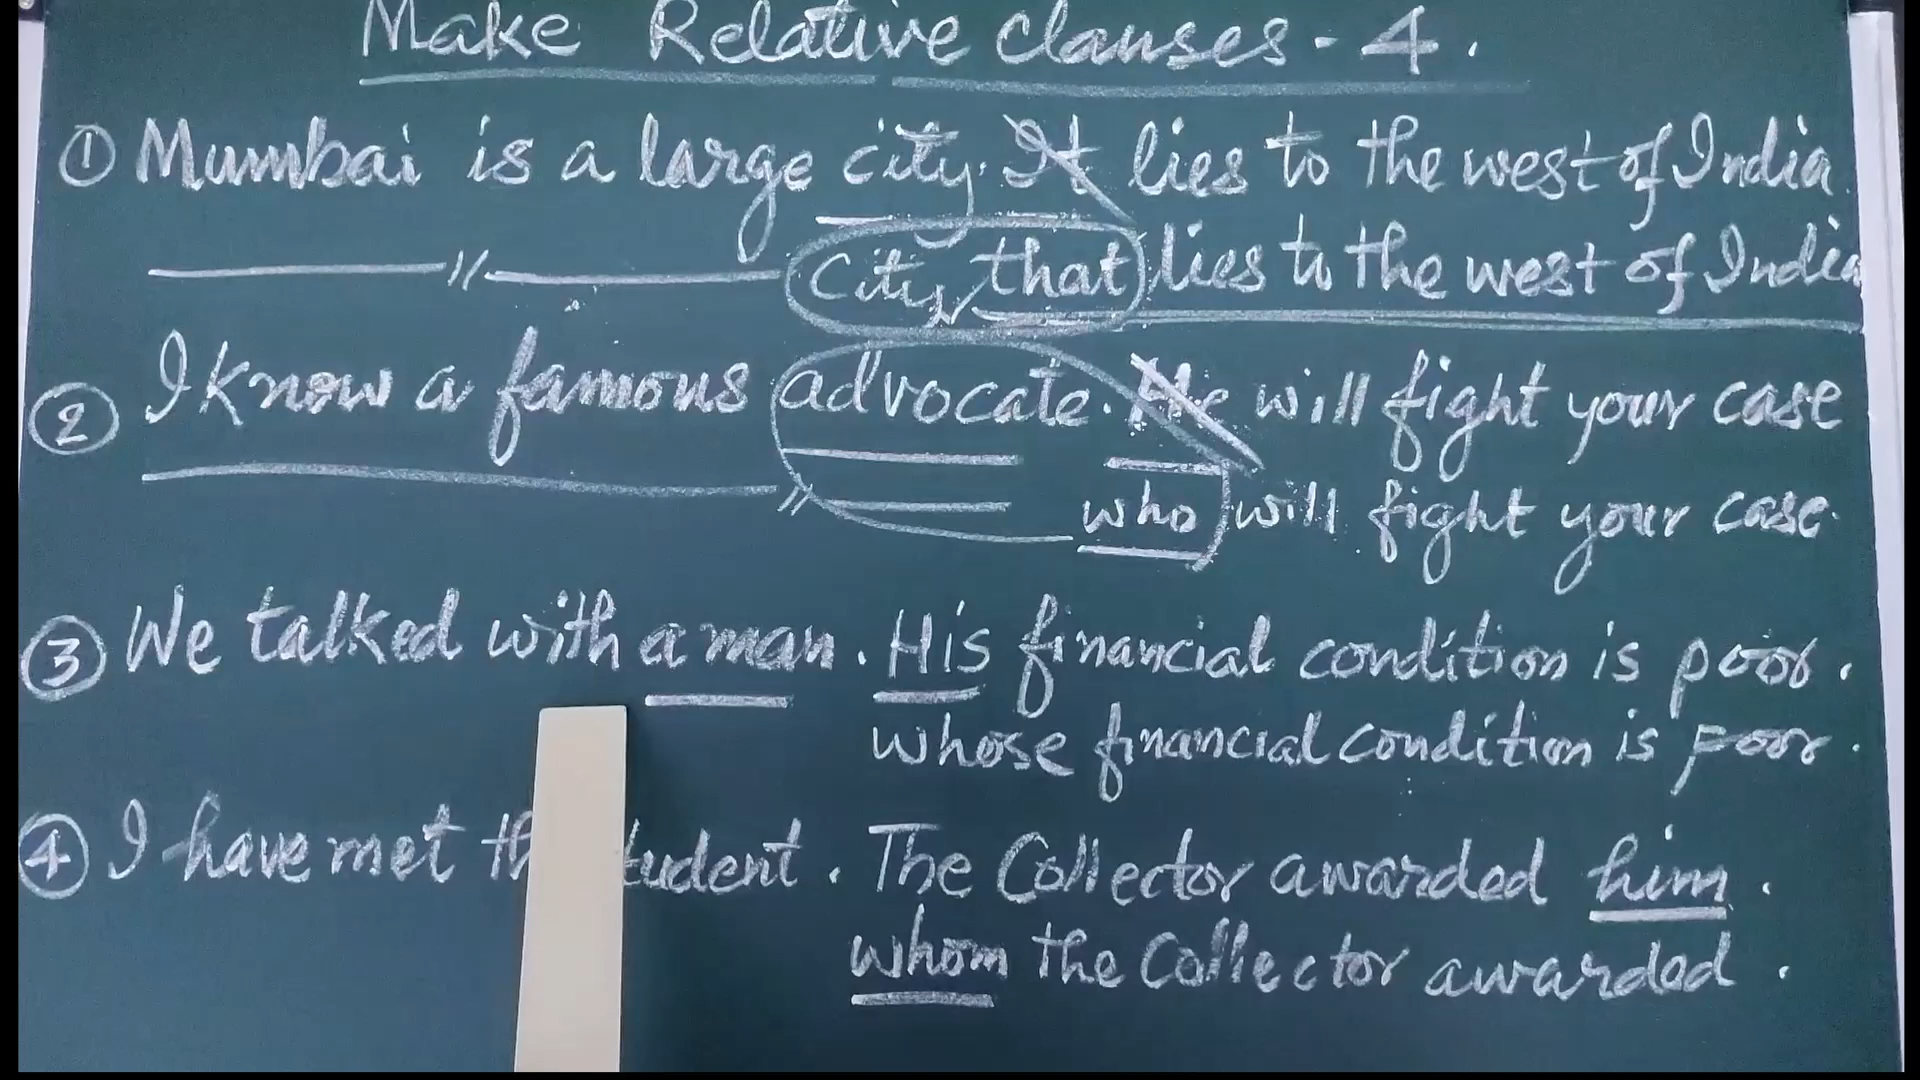 Make Relative clauses - 4.
① Mumbai is a large city. It lies to the west of India.
〃 city, that lies to the west of India
② I know a famous advocate. He will fight your case
〃 who will fight your case.
③ We talked with a man. His financial condition is poor.
whose financial condition is poor.
④ I have met student. The Collector awarded him.
whom the Collector awarded.